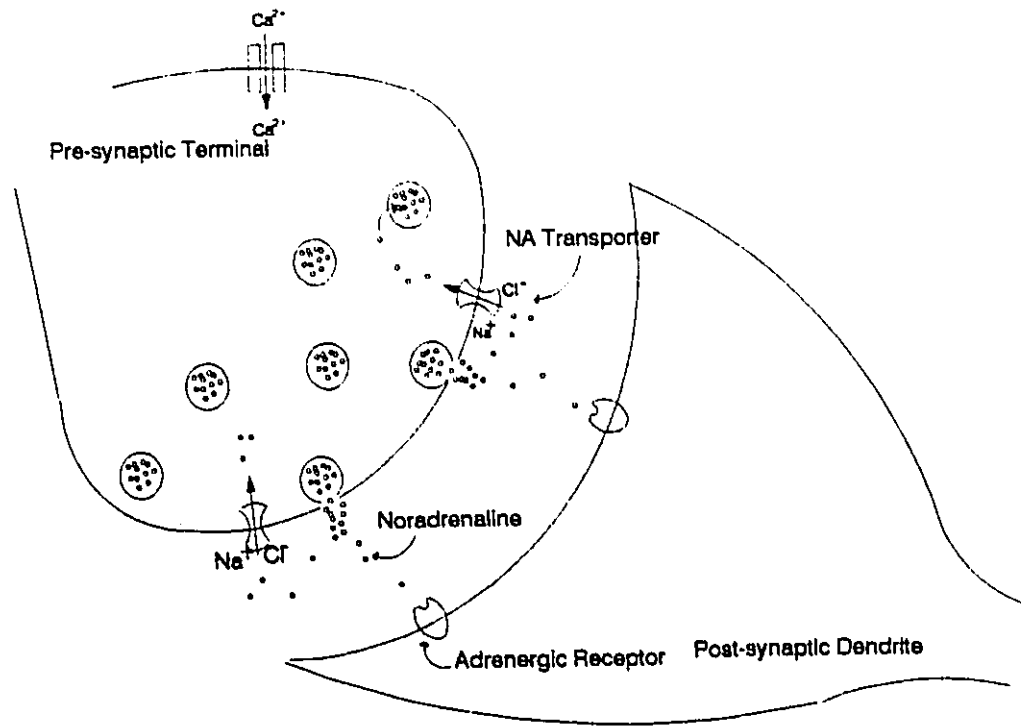 Ca²⁺
Ca²⁺
Pre-synaptic Terminal
NA Transporter
Cl⁻
Na⁺
Noradrenaline
Na⁺ Cl⁻
Adrenergic Receptor
Post-synaptic Dendrite